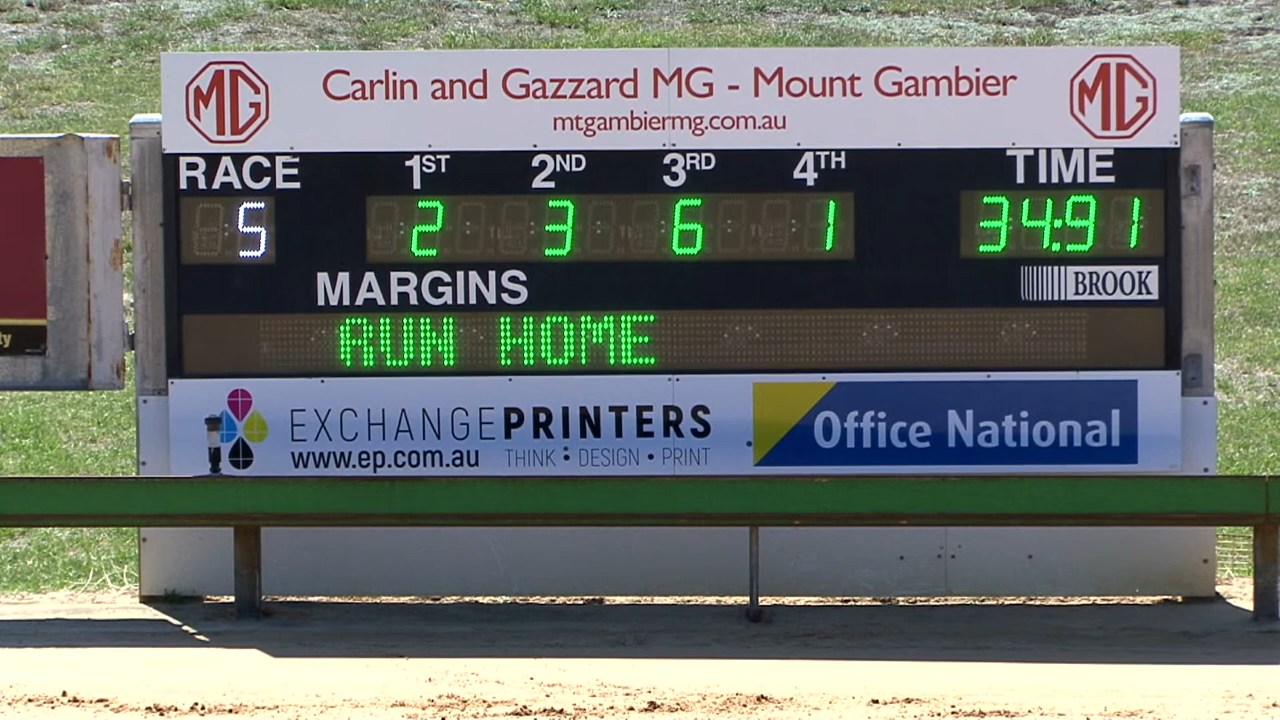 MG Carlin and Gazzard MG - Mount Gambier MG
mtgambiermg.com.au
RACE 1ST 2ND 3RD 4TH TIME
5 2 3 6 1 34:91
MARGINS BROOK
RUN HOME
ty
EXCHANGEPRINTERS Office National
www.ep.com.au THINK • DESIGN • PRINT